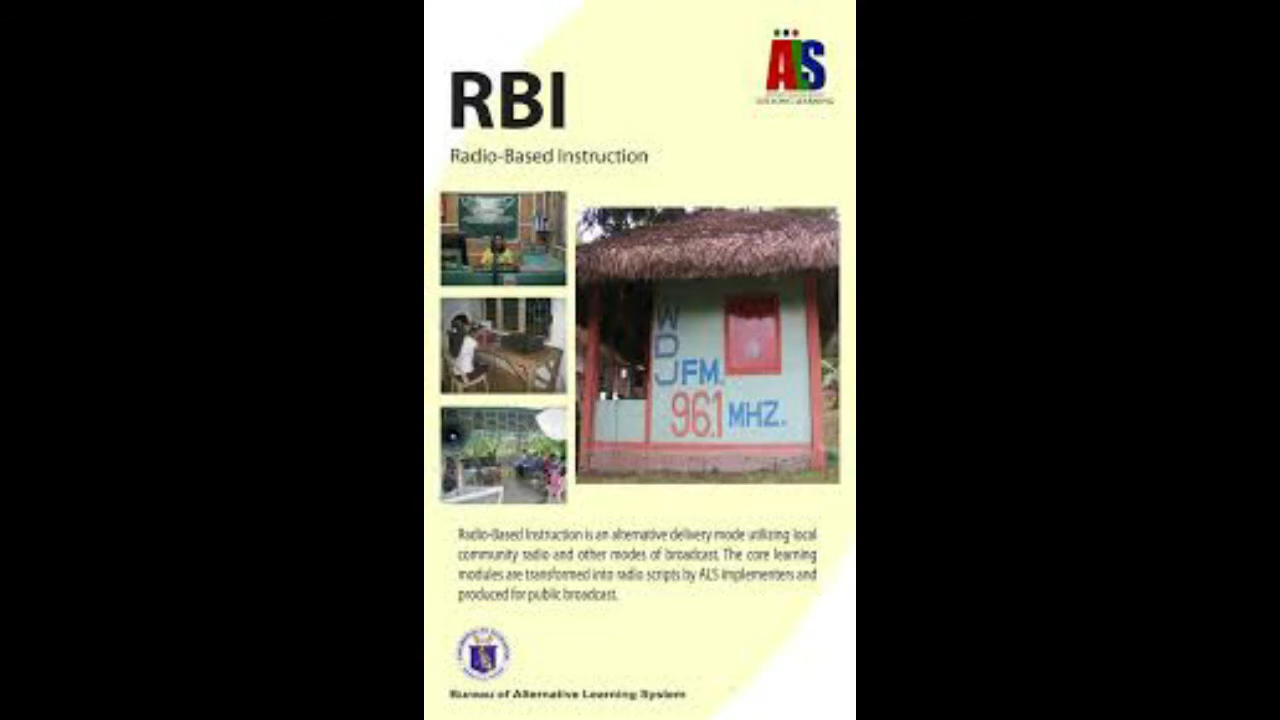 ALS
RBI
Radio-Based Instruction
W
D
J FM.
96.1 MHZ.
Radio-Based Instruction is an alternative delivery mode utilizing local
community radio and other modes of broadcast. The core learning
modules are transformed into radio scripts by ALS implementers and
produced for public broadcast.
Bureau of Alternative Learning System